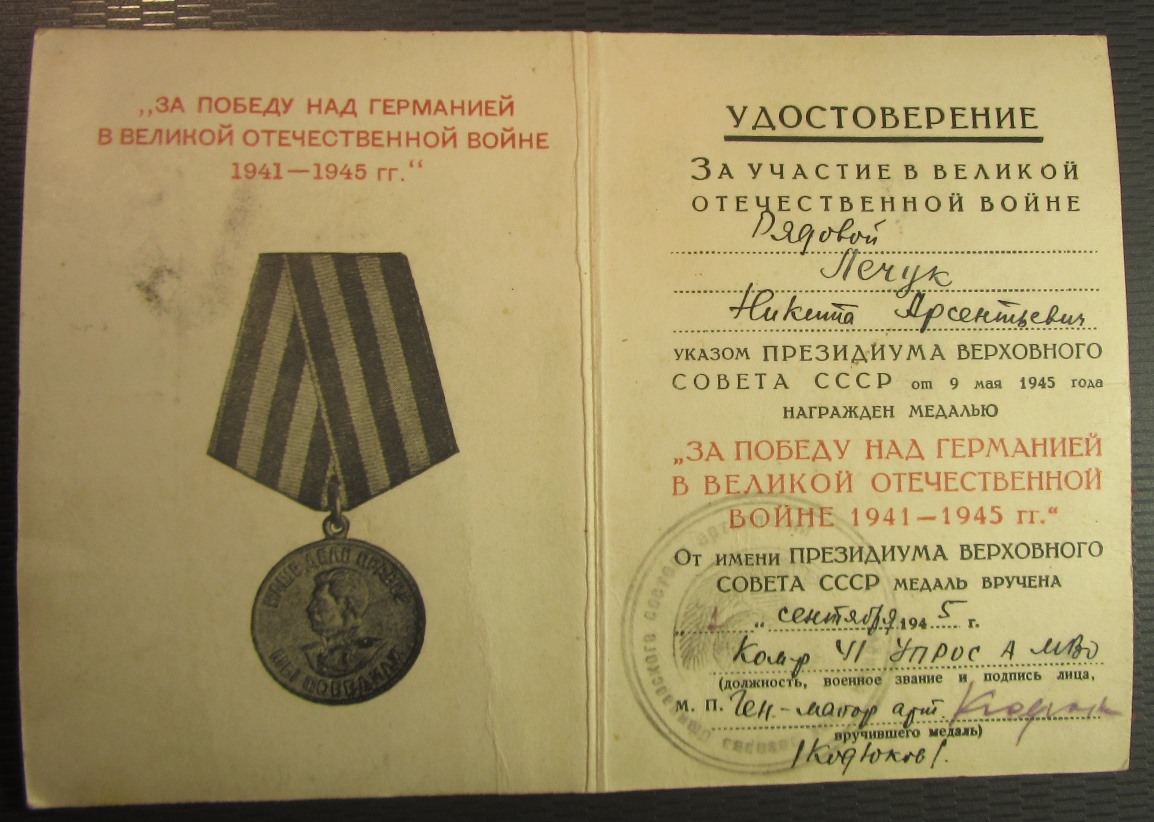 „ЗА ПОБЕДУ НАД ГЕРМАНИЕЙ
В ВЕЛИКОЙ ОТЕЧЕСТВЕННОЙ ВОЙНЕ
1941—1945 гг.“
НАШЕ ДЕЛО ПРАВОЕ
МЫ ПОБЕДИЛИ
УДОСТОВЕРЕНИЕ
ЗА УЧАСТИЕ В ВЕЛИКОЙ
ОТЕЧЕСТВЕННОЙ ВОЙНЕ
Рядовой
Печук
Никита Арсентьевич
УКАЗОМ ПРЕЗИДИУМА ВЕРХОВНОГО
СОВЕТА СССР от 9 мая 1945 года
НАГРАЖДЕН МЕДАЛЬЮ
„ЗА ПОБЕДУ НАД ГЕРМАНИЕЙ
В ВЕЛИКОЙ ОТЕЧЕСТВЕННОЙ
ВОЙНЕ 1941—1945 гг.“
ОТ ИМЕНИ ПРЕЗИДИУМА ВЕРХОВНОГО
СОВЕТА СССР МЕДАЛЬ ВРУЧЕНА
„1“ сентября 1945 г.
УПРОС А МВО
(должность, военное звание и подпись лица,
М. П. Ген.-майор арт.
вручившего медаль)
/Кодюков/.